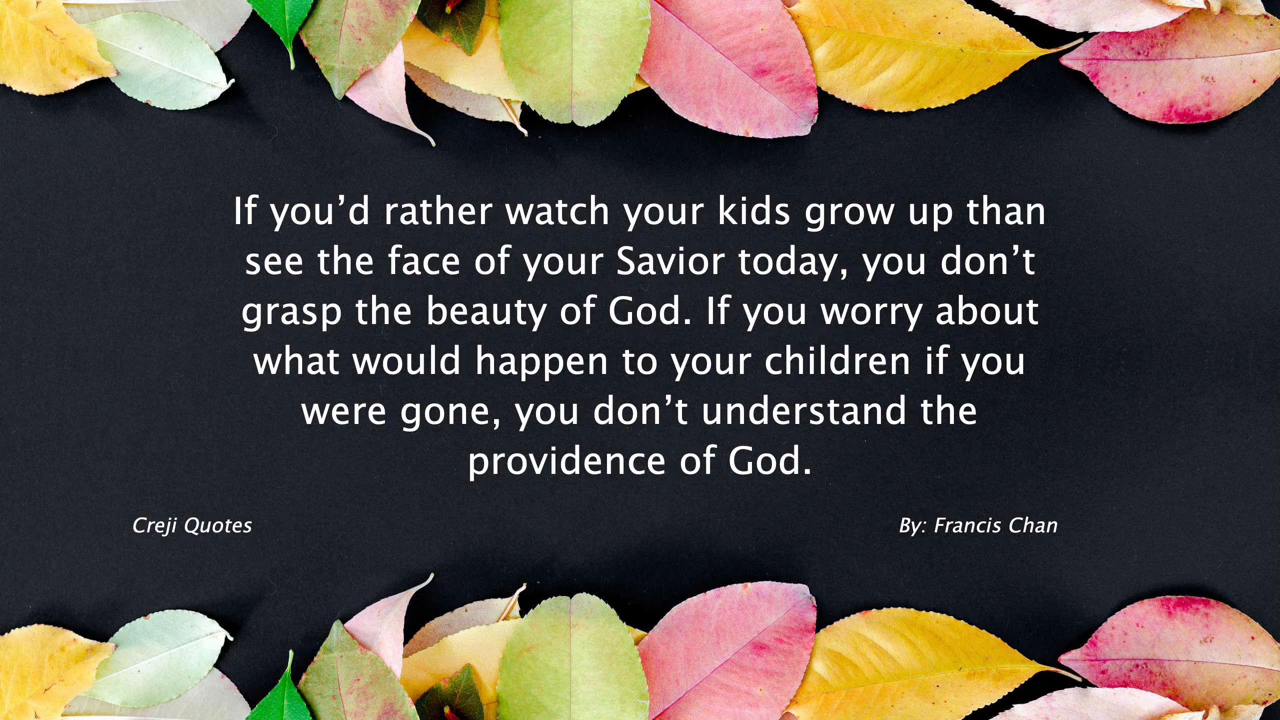 If you’d rather watch your kids grow up than
see the face of your Savior today, you don’t
grasp the beauty of God. If you worry about
what would happen to your children if you
were gone, you don’t understand the
providence of God.
Creji Quotes
By: Francis Chan